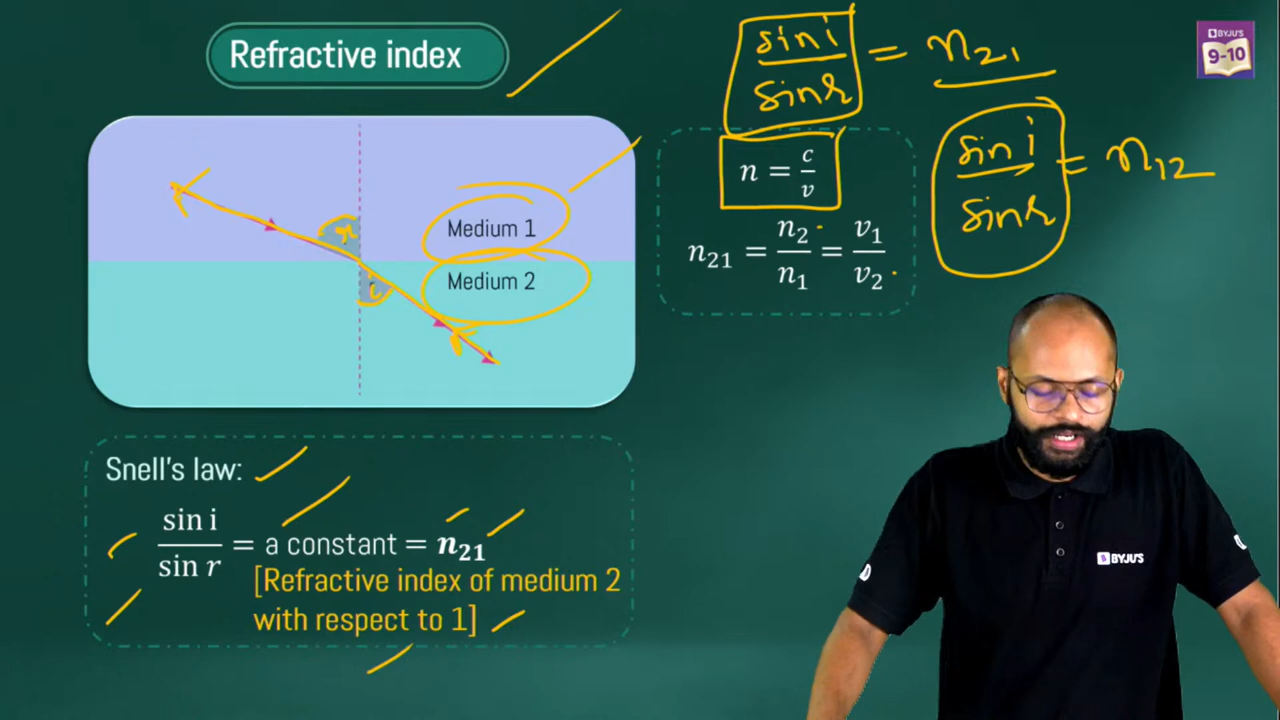 Refractive index
sin i / sin r = n21
BYJU'S
9-10
sin i / sin r = n12
n = c/v
n21 = n2/n1 = v1/v2
r
Medium 1
Medium 2
i
Snell's law:
sin i / sin r = a constant = n21
[Refractive index of medium 2
with respect to 1]
BYJU'S